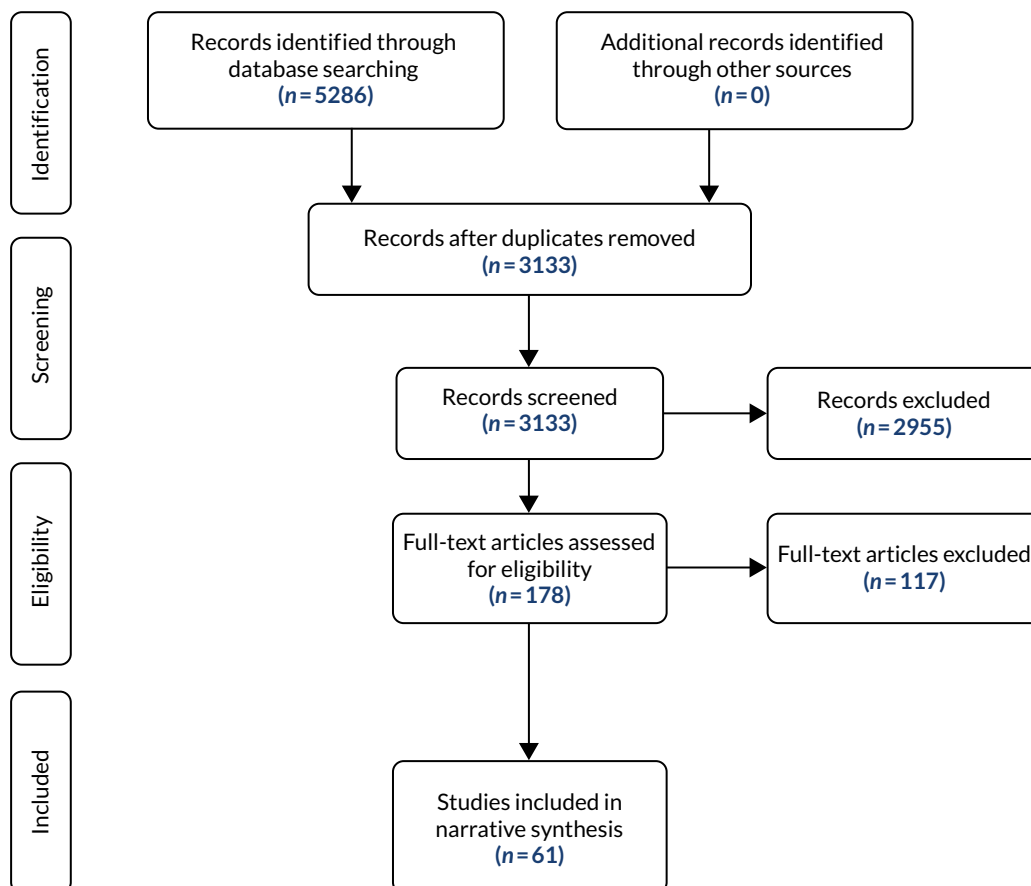 Identification
Records identified through
database searching
(n=5286)
Additional records identified
through other sources
(n=0)
Records after duplicates removed
(n=3133)
Screening
Records screened
(n=3133)
Records excluded
(n=2955)
Eligibility
Full-text articles assessed
for eligibility
(n=178)
Full-text articles excluded
(n=117)
Included
Studies included in
narrative synthesis
(n=61)